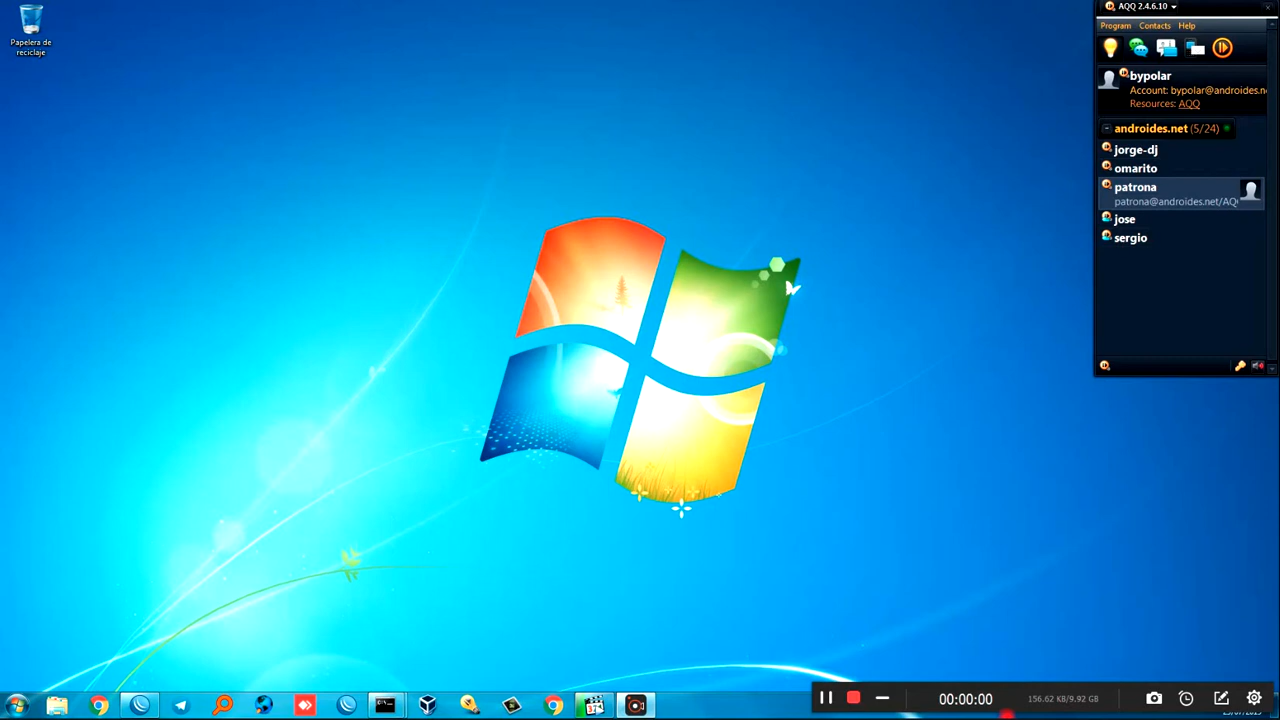 Papelera de
reciclaje
AQQ 2.4.6.10
Program Contacts Help
bypolar
Account: bypolar@androides.n
Resources: AQQ
androides.net (5/24)
jorge-dj
omarito
patrona
patrona@androides.net/AQ
jose
sergio
00:00:00
156.62 KB/9.92 GB